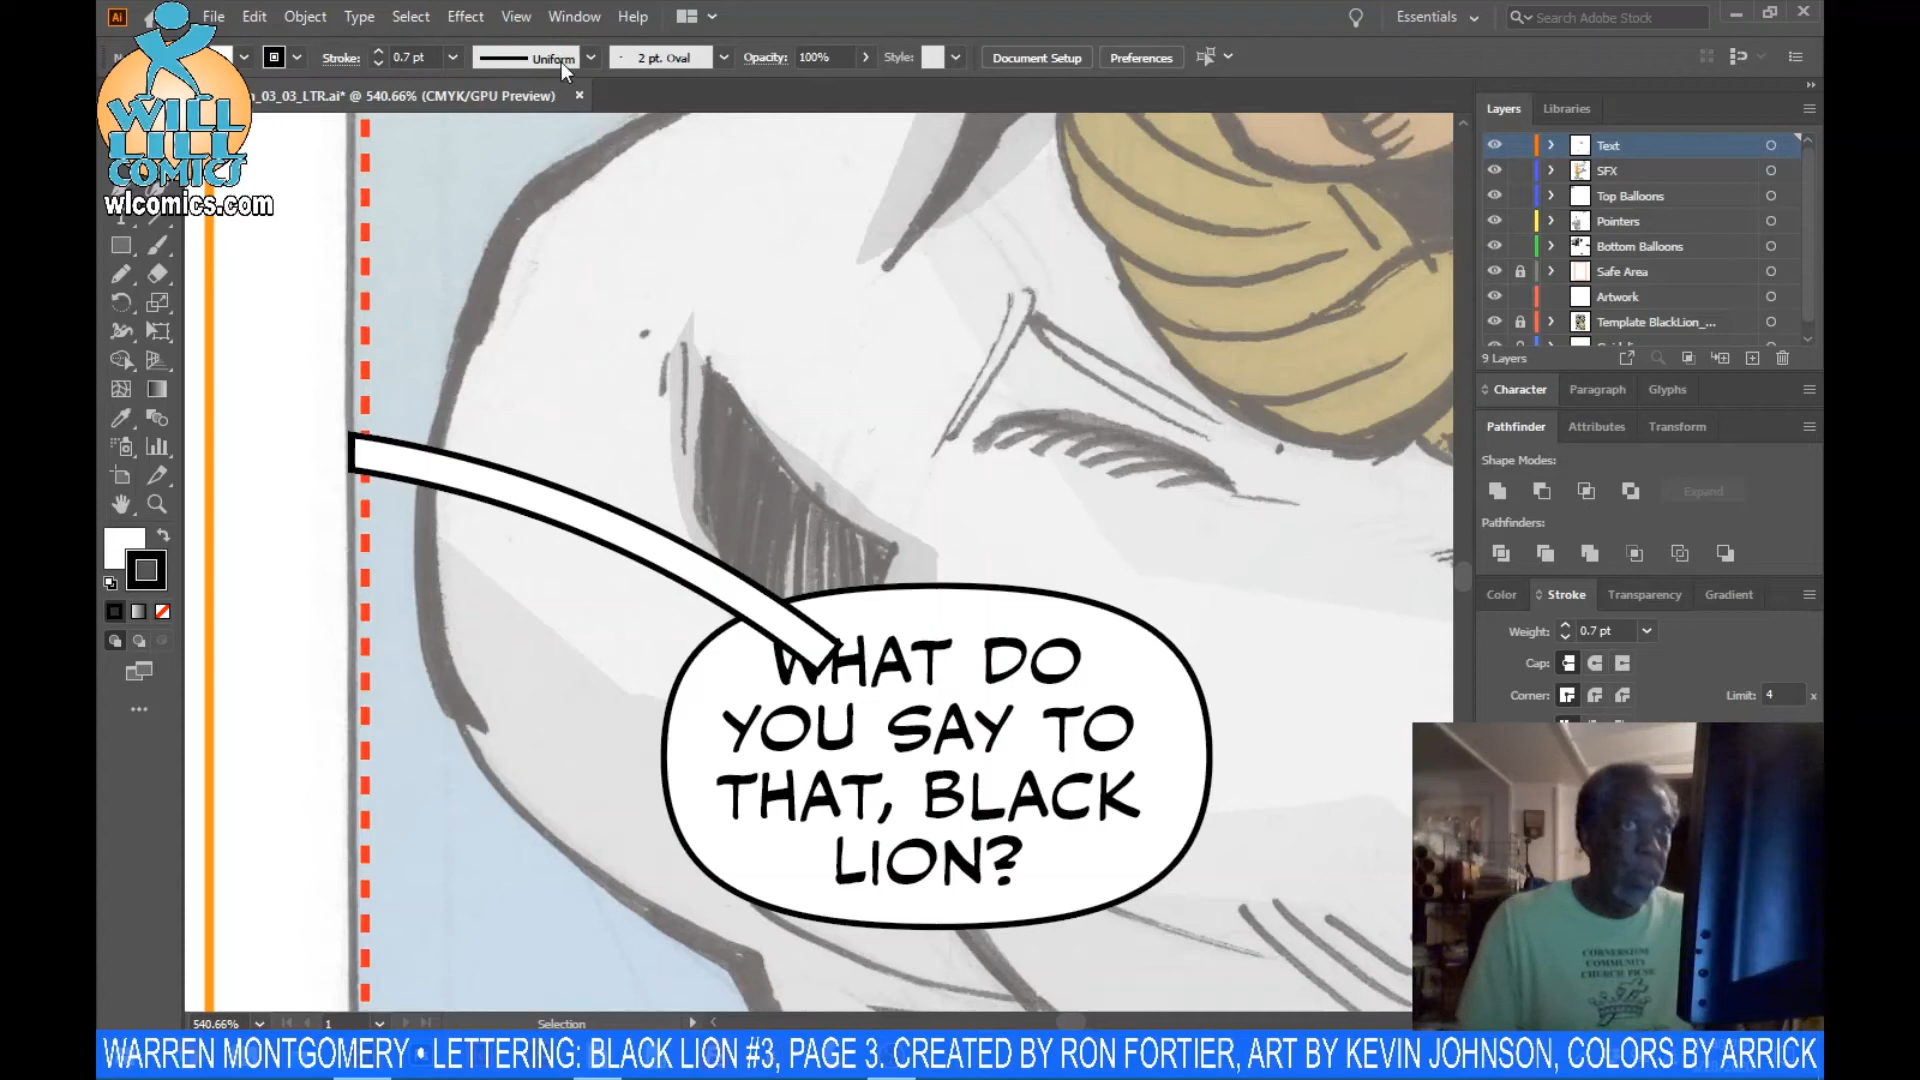 Ai File Edit Object Type Select Effect View Window Help Essentials Search Adobe Stock
Stroke: 0.7 pt Uniform 2 pt. Oval Opacity: 100% Style: Document Setup Preferences
_03_03_LTR.ai* @ 540.66% (CMYK/GPU Preview)
WILL
LILL
COMICS
wlcomics.com
WHAT DO
YOU SAY TO
THAT, BLACK
LION?
Layers Libraries
Text
SFX
Top Balloons
Pointers
Bottom Balloons
Safe Area
Artwork
Template BlackLion_...
9 Layers
Character Paragraph Glyphs
Pathfinder Attributes Transform
Shape Modes:
Expand
Pathfinders:
Color Stroke Transparency Gradient
Weight: 0.7 pt
Cap:
Corner: Limit: 4 x
CORNERSTONE
COMMUNITY
CHURCH PICNIC
540.66% 1 Selection
WARREN MONTGOMERY • LETTERING: BLACK LION #3, PAGE 3. CREATED BY RON FORTIER, ART BY KEVIN JOHNSON, COLORS BY ARRICK